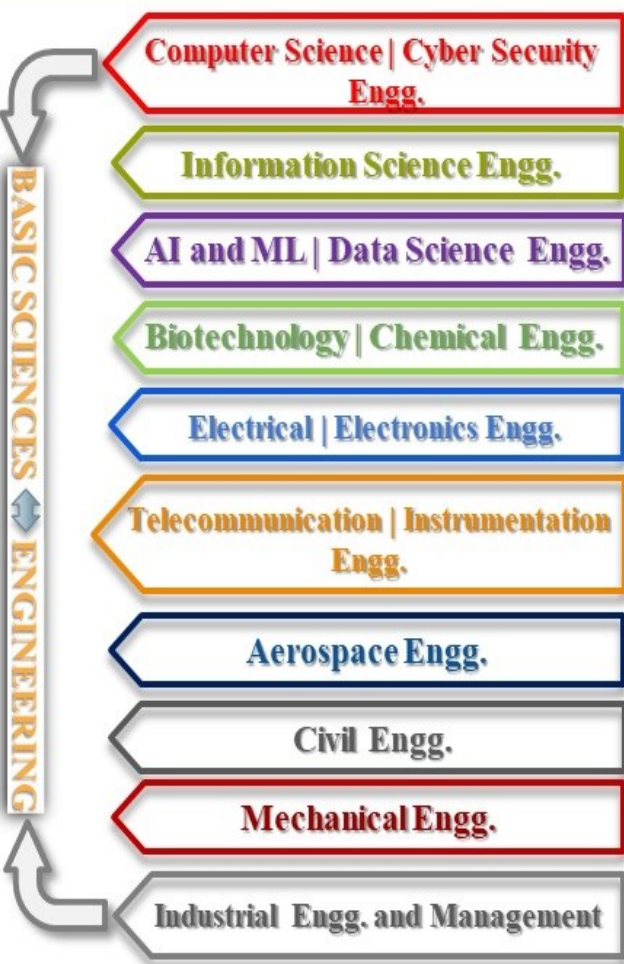 Computer Science | Cyber Security
Engg.
Information Science Engg.
AI and ML | Data Science Engg.
Biotechnology | Chemical Engg.
Electrical | Electronics Engg.
Telecommunication | Instrumentation
Engg.
Aerospace Engg.
Civil Engg.
Mechanical Engg.
Industrial Engg. and Management
BASIC SCIENCES ENGINEERING